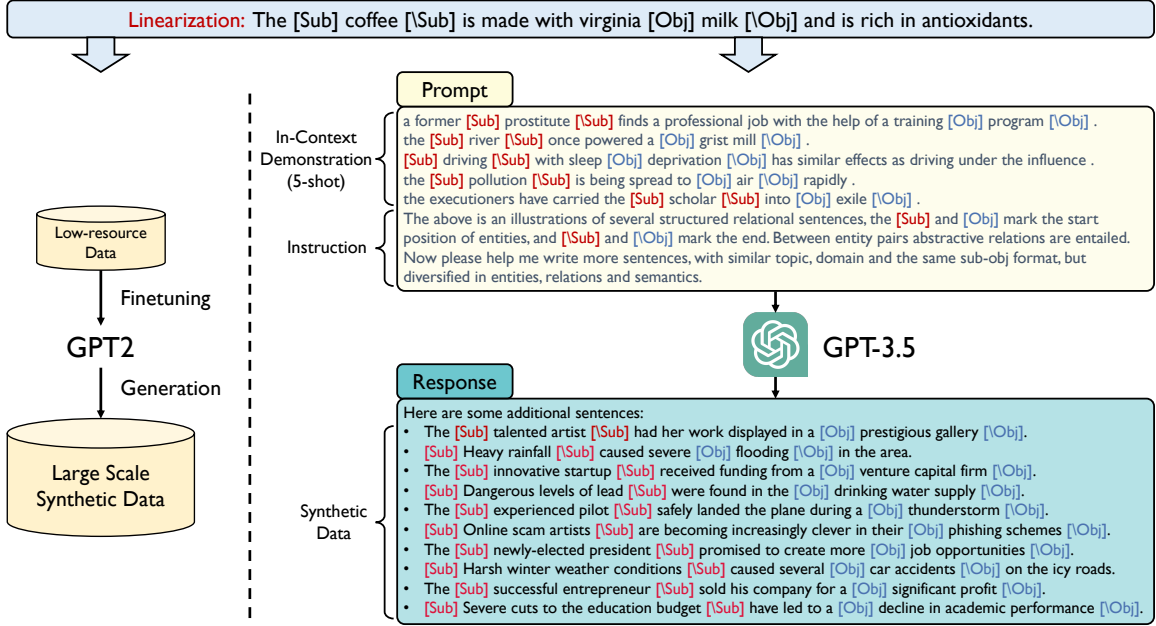 Linearization: The [Sub] coffee [\Sub] is made with virginia [Obj] milk [\Obj] and is rich in antioxidants.
Low-resource
Data
Finetuning
GPT2
Generation
Large Scale
Synthetic Data
Prompt
In-Context
Demonstration
(5-shot)
a former [Sub] prostitute [\Sub] finds a professional job with the help of a training [Obj] program [\Obj] .
the [Sub] river [\Sub] once powered a [Obj] grist mill [\Obj] .
[Sub] driving [\Sub] with sleep [Obj] deprivation [\Obj] has similar effects as driving under the influence .
the [Sub] pollution [\Sub] is being spread to [Obj] air [\Obj] rapidly .
the executioners have carried the [Sub] scholar [\Sub] into [Obj] exile [\Obj] .
Instruction
The above is an illustrations of several structured relational sentences, the [Sub] and [Obj] mark the start
position of entities, and [\Sub] and [\Obj] mark the end. Between entity pairs abstractive relations are entailed.
Now please help me write more sentences, with similar topic, domain and the same sub-obj format, but
diversified in entities, relations and semantics.
GPT-3.5
Response
Synthetic
Data
Here are some additional sentences:
• The [Sub] talented artist [\Sub] had her work displayed in a [Obj] prestigious gallery [\Obj].
• [Sub] Heavy rainfall [\Sub] caused severe [Obj] flooding [\Obj] in the area.
• The [Sub] innovative startup [\Sub] received funding from a [Obj] venture capital firm [\Obj].
• [Sub] Dangerous levels of lead [\Sub] were found in the [Obj] drinking water supply [\Obj].
• The [Sub] experienced pilot [\Sub] safely landed the plane during a [Obj] thunderstorm [\Obj].
• [Sub] Online scam artists [\Sub] are becoming increasingly clever in their [Obj] phishing schemes [\Obj].
• The [Sub] newly-elected president [\Sub] promised to create more [Obj] job opportunities [\Obj].
• [Sub] Harsh winter weather conditions [\Sub] caused several [Obj] car accidents [\Obj] on the icy roads.
• The [Sub] successful entrepreneur [\Sub] sold his company for a [Obj] significant profit [\Obj].
• [Sub] Severe cuts to the education budget [\Sub] have led to a [Obj] decline in academic performance [\Obj].